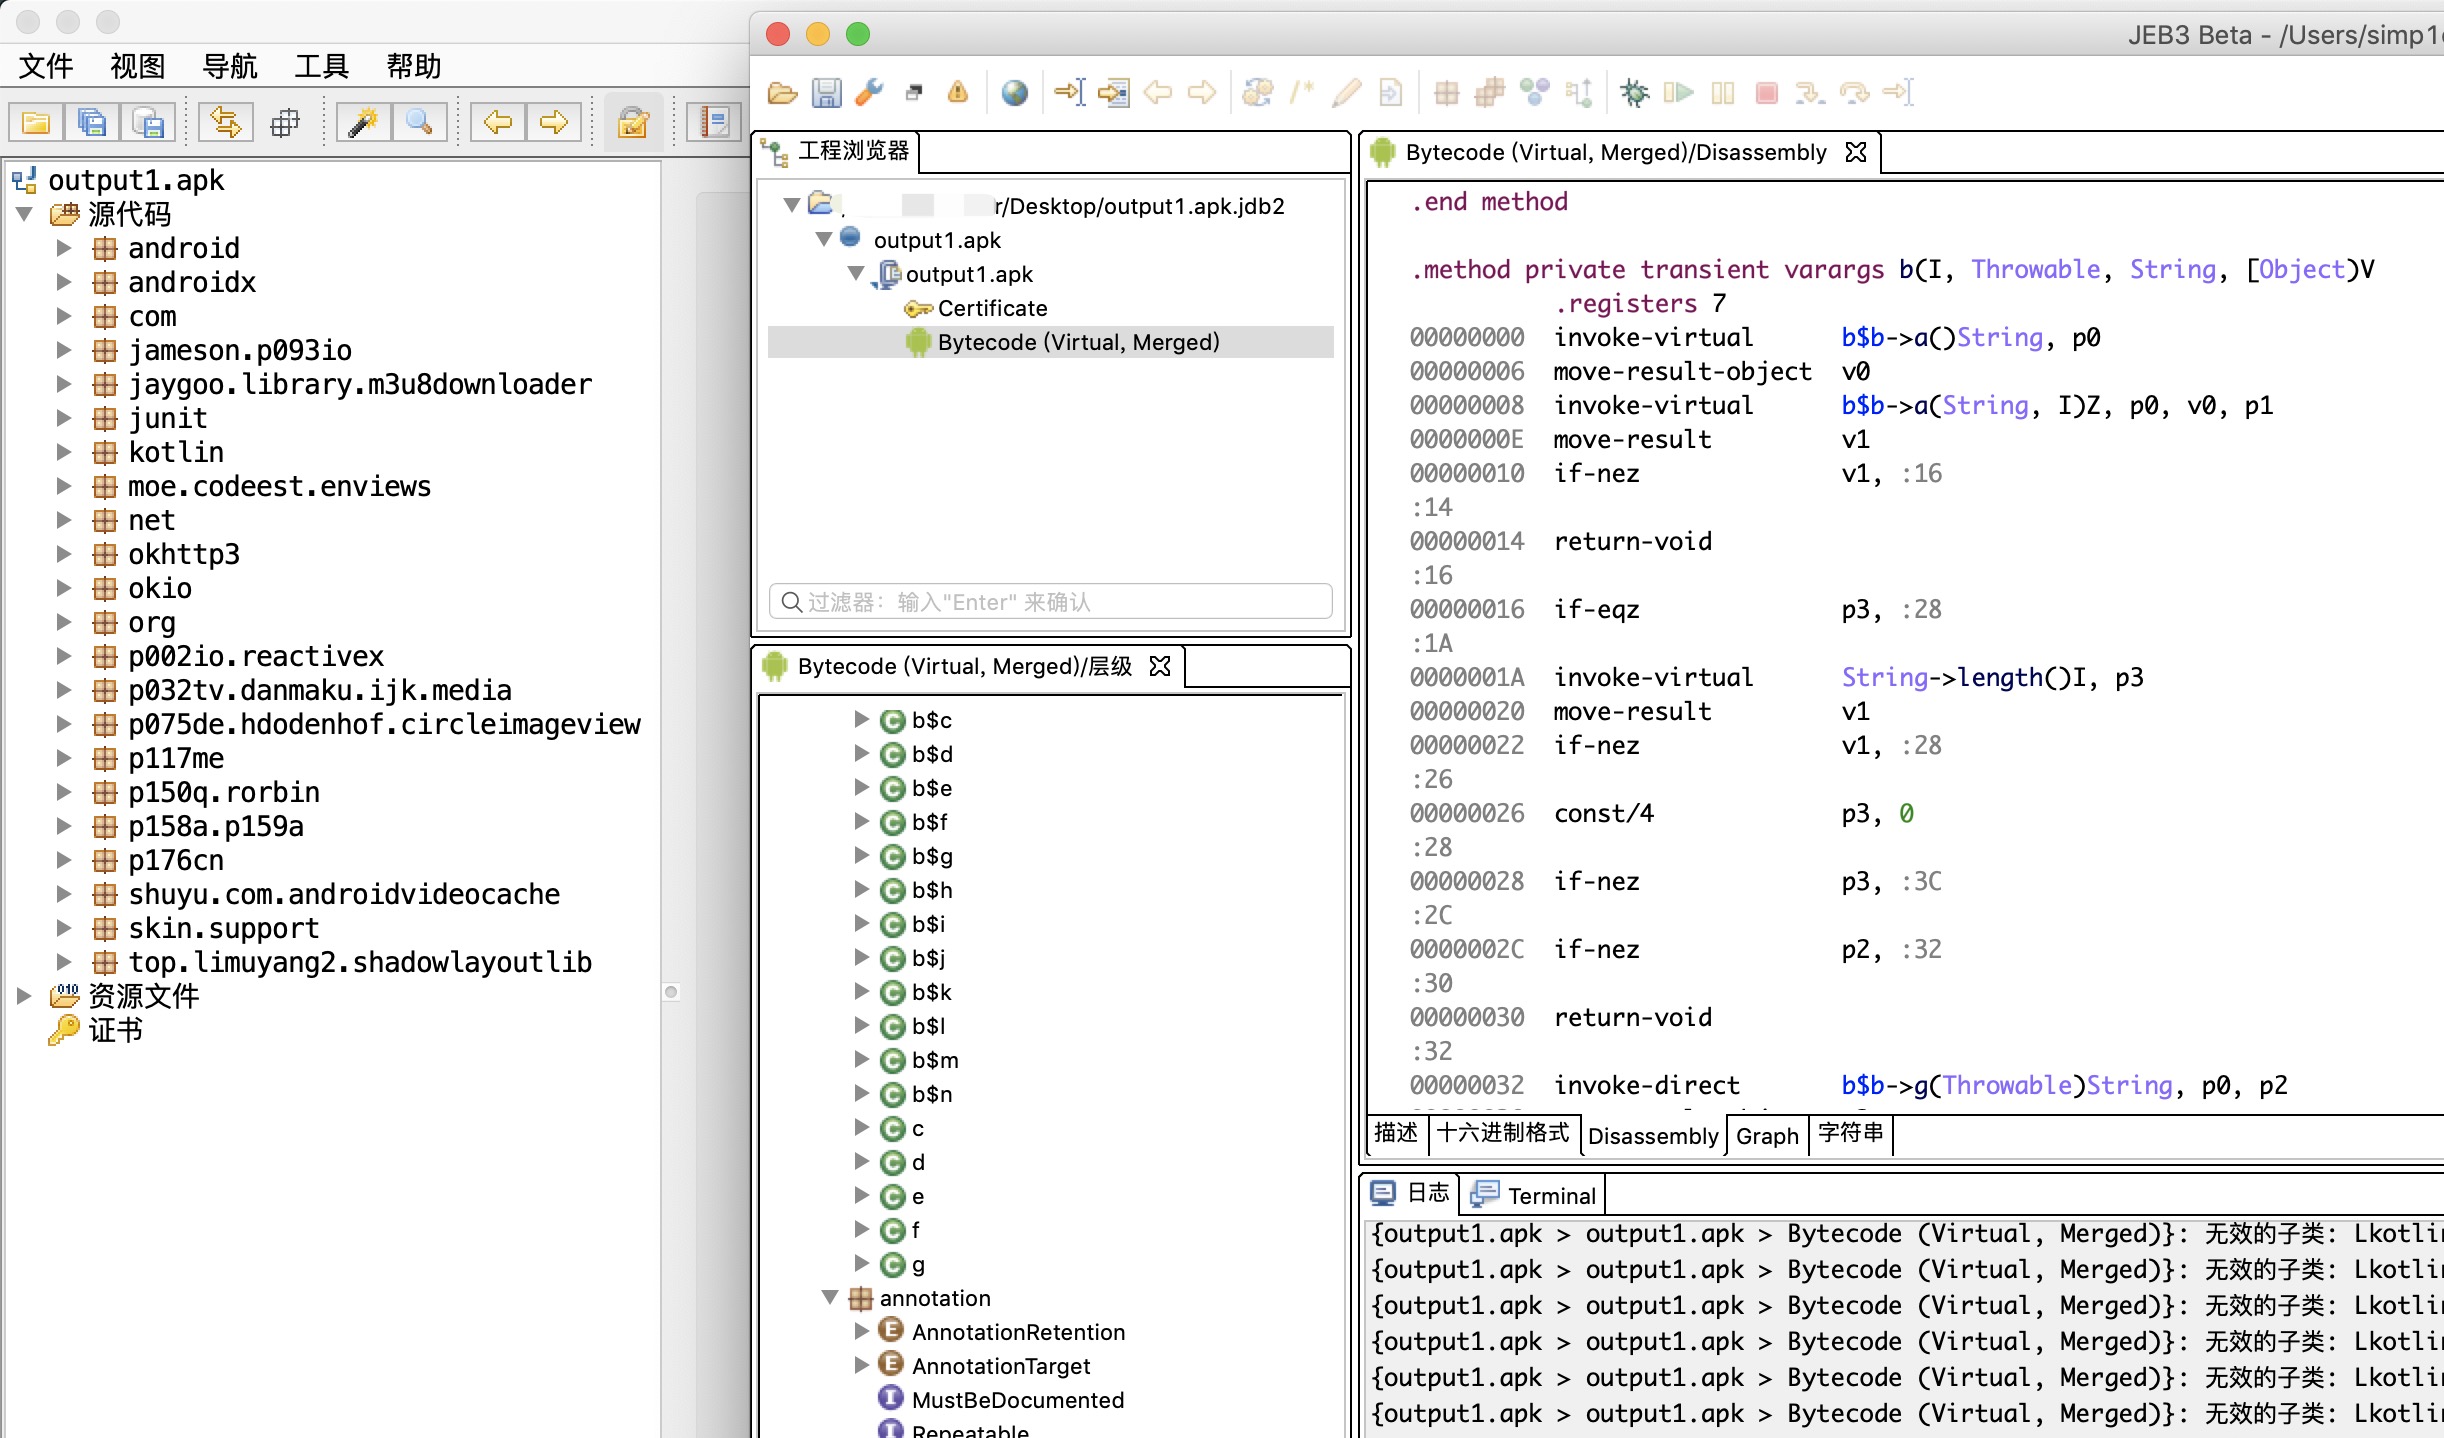 文件 视图 导航 工具 帮助
output1.apk
源代码
android
androidx
com
jameson.p093io
jaygoo.library.m3u8downloader
junit
kotlin
moe.codeest.enviews
net
okhttp3
okio
org
p002io.reactivex
p032tv.danmaku.ijk.media
p075de.hdodenhof.circleimageview
p117me
p150q.rorbin
p158a.p159a
p176cn
shuyu.com.androidvideocache
skin.support
top.limuyang2.shadowlayoutlib
资源文件
证书
JEB3 Beta - /Users/simp1
工程浏览器
r/Desktop/output1.apk.jdb2
output1.apk
output1.apk
Certificate
Bytecode (Virtual, Merged)
过滤器: 输入"Enter" 来确认
Bytecode (Virtual, Merged)/层级
b$c
b$d
b$e
b$f
b$g
b$h
b$i
b$j
b$k
b$l
b$m
b$n
c
d
e
f
g
annotation
AnnotationRetention
AnnotationTarget
MustBeDocumented
Repeatable
Bytecode (Virtual, Merged)/Disassembly
.end method
.method private transient varargs b(I, Throwable, String, [Object)V
.registers 7
00000000 invoke-virtual b$b->a()String, p0
00000006 move-result-object v0
00000008 invoke-virtual b$b->a(String, I)Z, p0, v0, p1
0000000E move-result v1
00000010 if-nez v1, :16
:14
00000014 return-void
:16
00000016 if-eqz p3, :28
:1A
0000001A invoke-virtual String->length()I, p3
00000020 move-result v1
00000022 if-nez v1, :28
:26
00000026 const/4 p3, 0
:28
00000028 if-nez p3, :3C
:2C
0000002C if-nez p2, :32
:30
00000030 return-void
:32
00000032 invoke-direct b$b->g(Throwable)String, p0, p2
描述 十六进制格式 Disassembly Graph 字符串
日志 Terminal
{output1.apk > output1.apk > Bytecode (Virtual, Merged)}: 无效的子类: Lkotlin
{output1.apk > output1.apk > Bytecode (Virtual, Merged)}: 无效的子类: Lkotlin
{output1.apk > output1.apk > Bytecode (Virtual, Merged)}: 无效的子类: Lkotlin
{output1.apk > output1.apk > Bytecode (Virtual, Merged)}: 无效的子类: Lkotlin
{output1.apk > output1.apk > Bytecode (Virtual, Merged)}: 无效的子类: Lkotlin
{output1.apk > output1.apk > Bytecode (Virtual, Merged)}: 无效的子类: Lkotlin